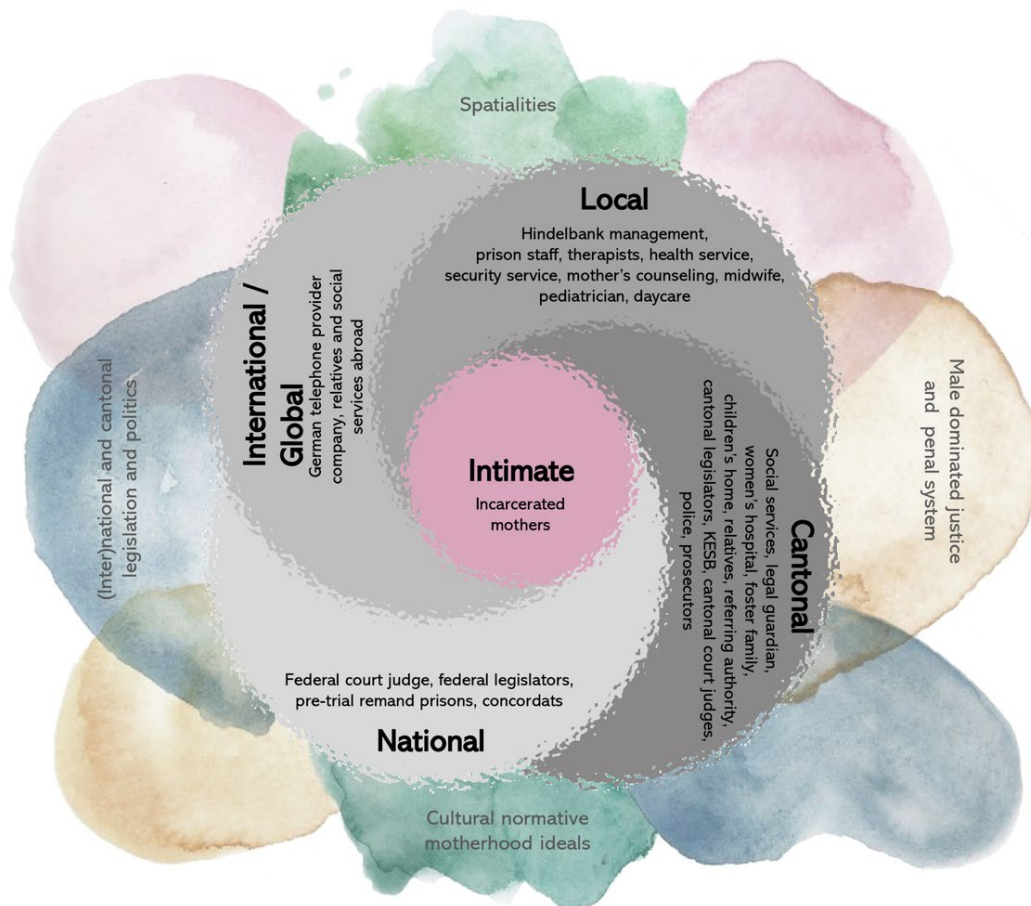 Spatialities
Local
Hindelbank management,
prison staff, therapists, health service,
security service, mother's counseling, midwife,
pediatrician, daycare
International /
Global
German telephone provider
company, relatives and social
services abroad
(Inter)national and cantonal
legislation and politics
Intimate
Incarcerated
mothers
Cantonal
Social services, legal guardian,
women's hospital, foster family,
children's home, relatives, referring authority,
cantonal legislators, KESB, cantonal court judges,
police, prosecutors
Male dominated justice
and penal system
Federal court judge, federal legislators,
pre-trial remand prisons, concordats
National
Cultural normative
motherhood ideals